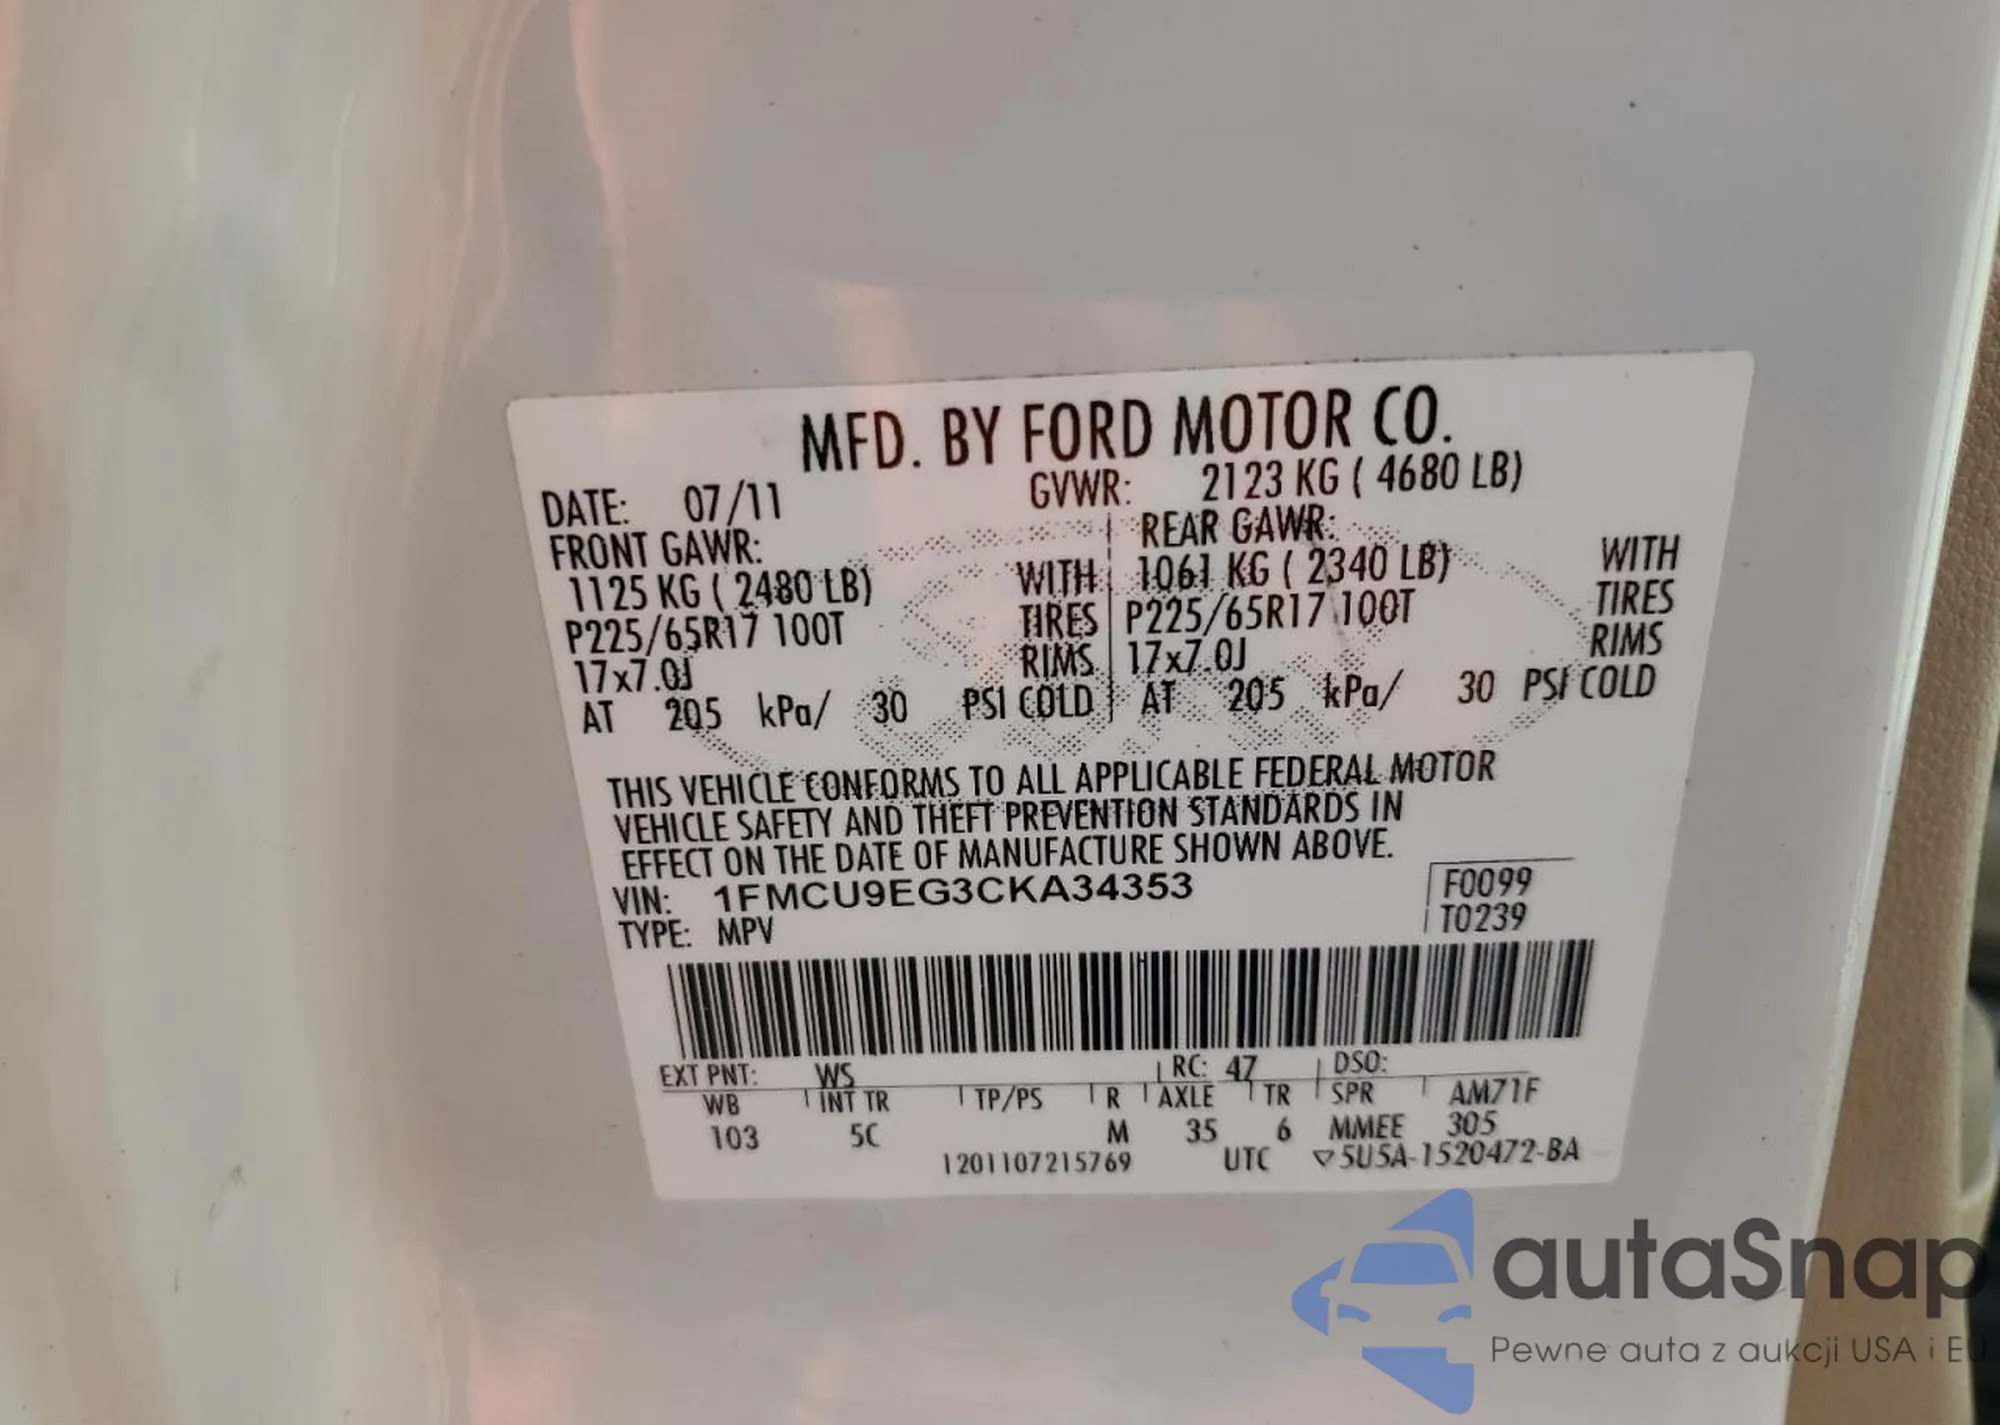 MFD. BY FORD MOTOR CO.
DATE: 07/11 GVWR: 2123 KG ( 4680 LB)
FRONT GAWR: REAR GAWR:
1125 KG ( 2480 LB) WITH 1061 KG ( 2340 LB) WITH
P225/65R17 100T TIRES P225/65R17 100T TIRES
17x7.0J RIMS 17x7.0J RIMS
AT 205 kPa/ 30 PSI COLD AT 205 kPa/ 30 PSI COLD
THIS VEHICLE CONFORMS TO ALL APPLICABLE FEDERAL MOTOR
VEHICLE SAFETY AND THEFT PREVENTION STANDARDS IN
EFFECT ON THE DATE OF MANUFACTURE SHOWN ABOVE.
VIN: 1FMCU9EG3CKA34353 F0099
TYPE: MPV T0239
EXT PNT: WS RC: 47 DSO:
WB INT TR TP/PS R AXLE TR SPR AM71F
103 5C M 35 6 MMEE 305
1201107215769 UTC ▽5U5A-1520472-BA
autaSnap
Pewne auta z aukcji USA i EU